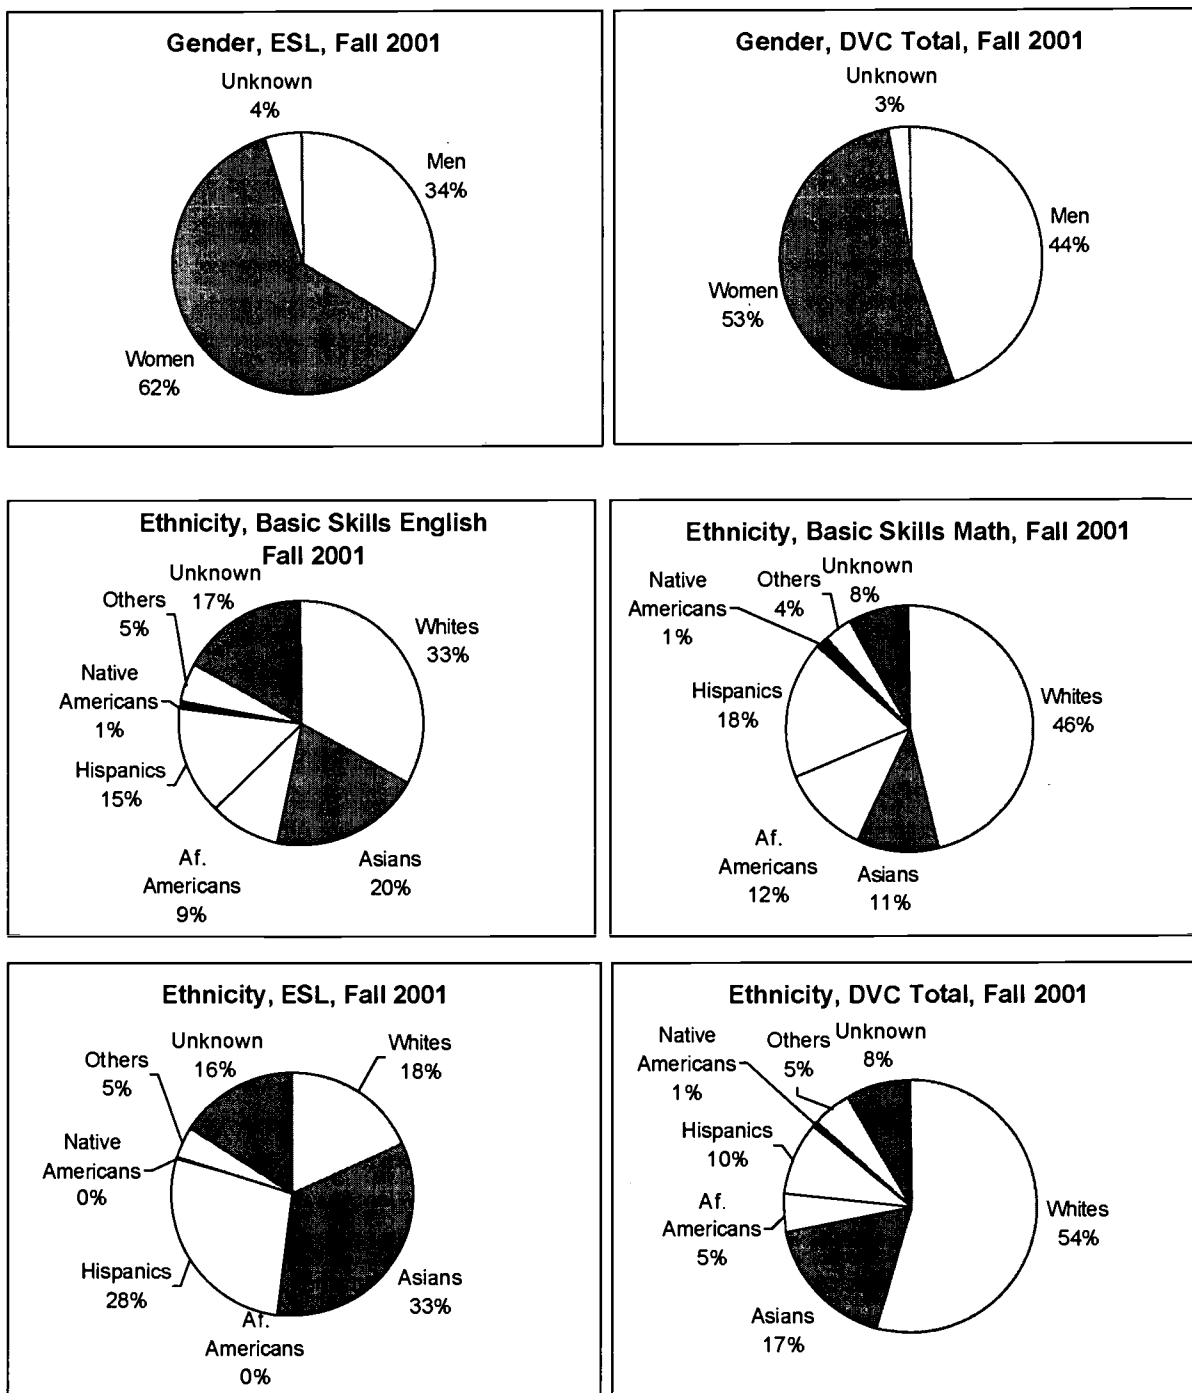 Gender, ESL, Fall 2001
Unknown
4%
Men
34%
Women
62%
Gender, DVC Total, Fall 2001
Unknown
3%
Men
44%
Women
53%
Ethnicity, Basic Skills English
Fall 2001
Unknown
17%
Others
5%
Whites
33%
Native
Americans
1%
Hispanics
15%
Af.
Americans
9%
Asians
20%
Ethnicity, Basic Skills Math, Fall 2001
Unknown
8%
Others
4%
Native
Americans
1%
Hispanics
18%
Whites
46%
Af.
Americans
12%
Asians
11%
Ethnicity, ESL, Fall 2001
Unknown
16%
Whites
18%
Others
5%
Native
Americans
0%
Hispanics
28%
Af.
Americans
0%
Asians
33%
Ethnicity, DVC Total, Fall 2001
Unknown
8%
Others
5%
Native
Americans
1%
Hispanics
10%
Af.
Americans
5%
Whites
54%
Asians
17%